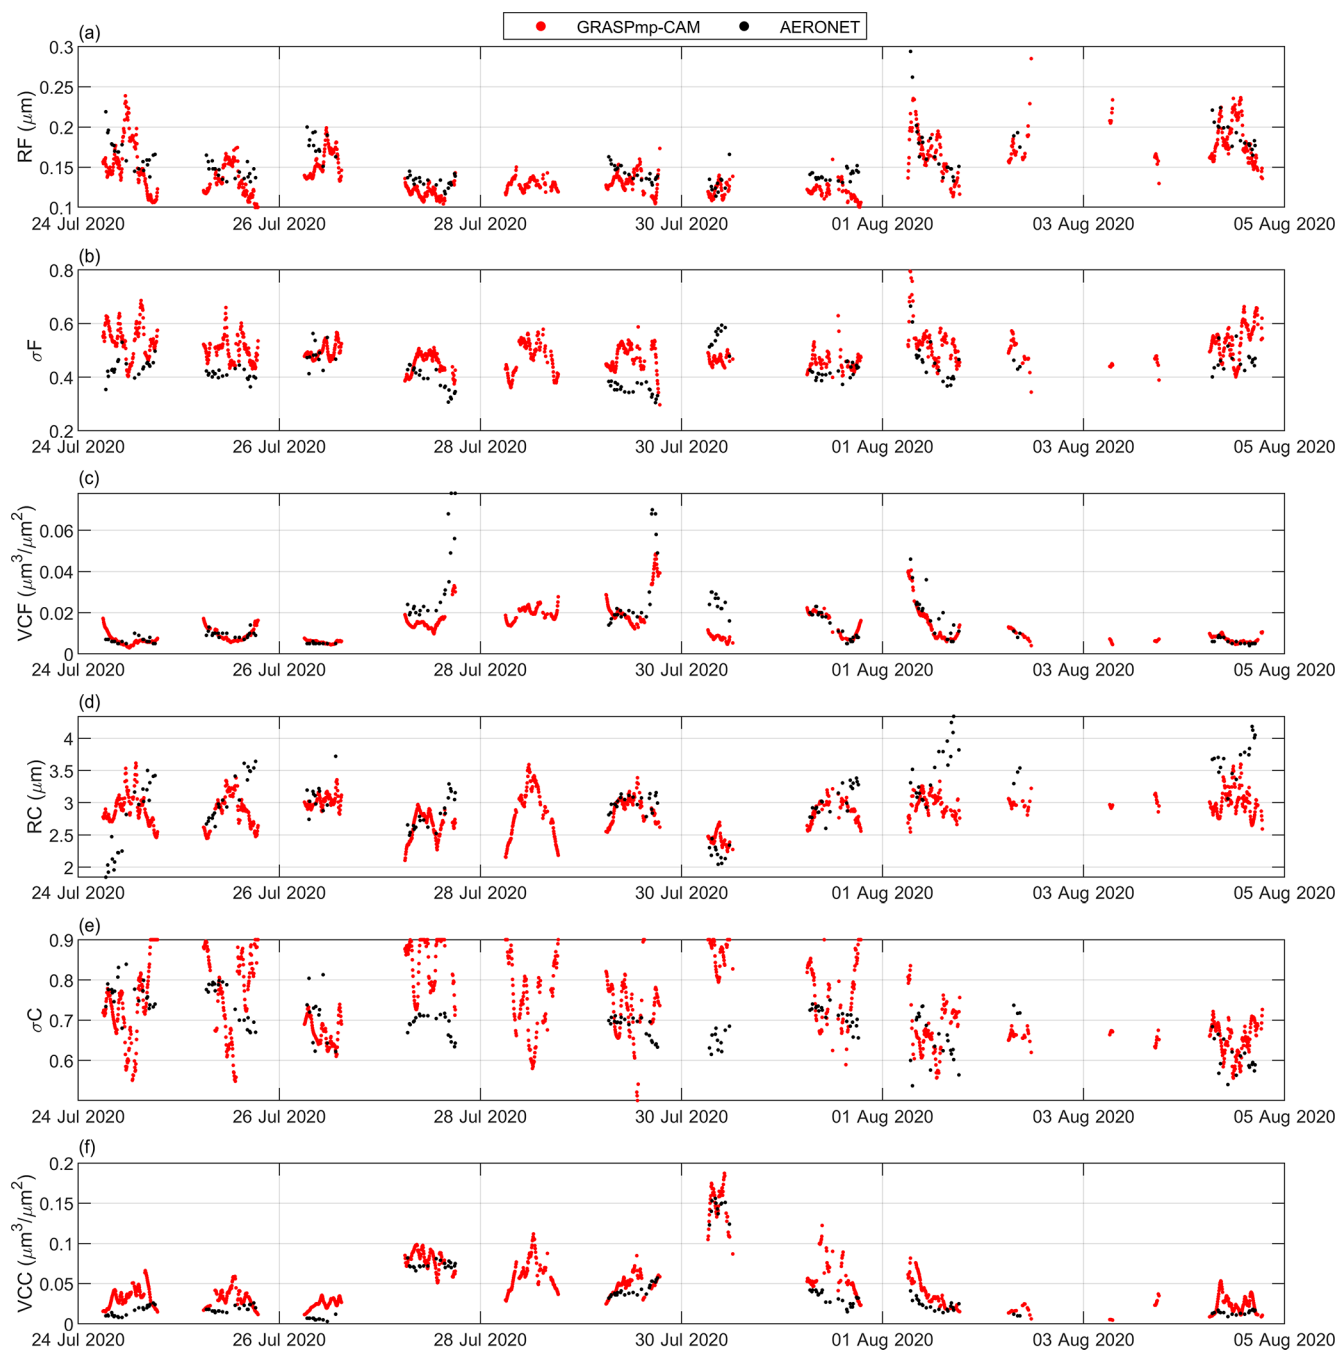 GRASPmp-CAM AERONET
(a)
RF (μm)
0.3
0.25
0.2
0.15
0.1
24 Jul 2020 26 Jul 2020 28 Jul 2020 30 Jul 2020 01 Aug 2020 03 Aug 2020 05 Aug 2020
(b)
σF
0.8
0.6
0.4
0.2
24 Jul 2020 26 Jul 2020 28 Jul 2020 30 Jul 2020 01 Aug 2020 03 Aug 2020 05 Aug 2020
(c)
VCF (μm³/μm²)
0.06
0.04
0.02
0
24 Jul 2020 26 Jul 2020 28 Jul 2020 30 Jul 2020 01 Aug 2020 03 Aug 2020 05 Aug 2020
(d)
RC (μm)
4
3.5
3
2.5
2
24 Jul 2020 26 Jul 2020 28 Jul 2020 30 Jul 2020 01 Aug 2020 03 Aug 2020 05 Aug 2020
(e)
σC
0.9
0.8
0.7
0.6
24 Jul 2020 26 Jul 2020 28 Jul 2020 30 Jul 2020 01 Aug 2020 03 Aug 2020 05 Aug 2020
(f)
VCC (μm³/μm²)
0.2
0.15
0.1
0.05
0
24 Jul 2020 26 Jul 2020 28 Jul 2020 30 Jul 2020 01 Aug 2020 03 Aug 2020 05 Aug 2020